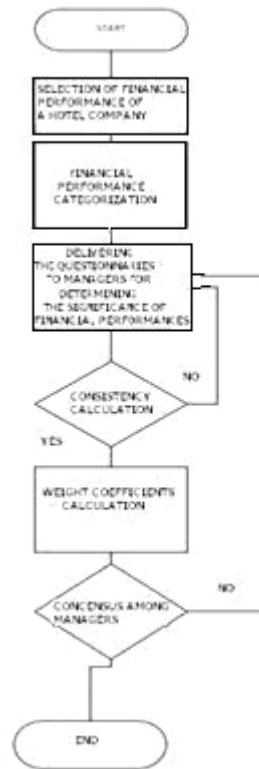 START
SELECTION OF FINANCIAL
PERFORMANCE OF
A HOTEL COMPANY
FINANCIAL
PERFORMANCE
CATEGORIZATION
DELIVERING
THE QUESTIONNARIES
TO MANAGERS FOR
DETERMINING
THE SIGNIFICANCE OF
FINANCIAL PERFORMANCES
NO
CONSISTENCY
CALCULATION
YES
WEIGHT COEFFICIENTS
CALCULATION
NO
CONCENSUS AMONG
MANAGERS
END